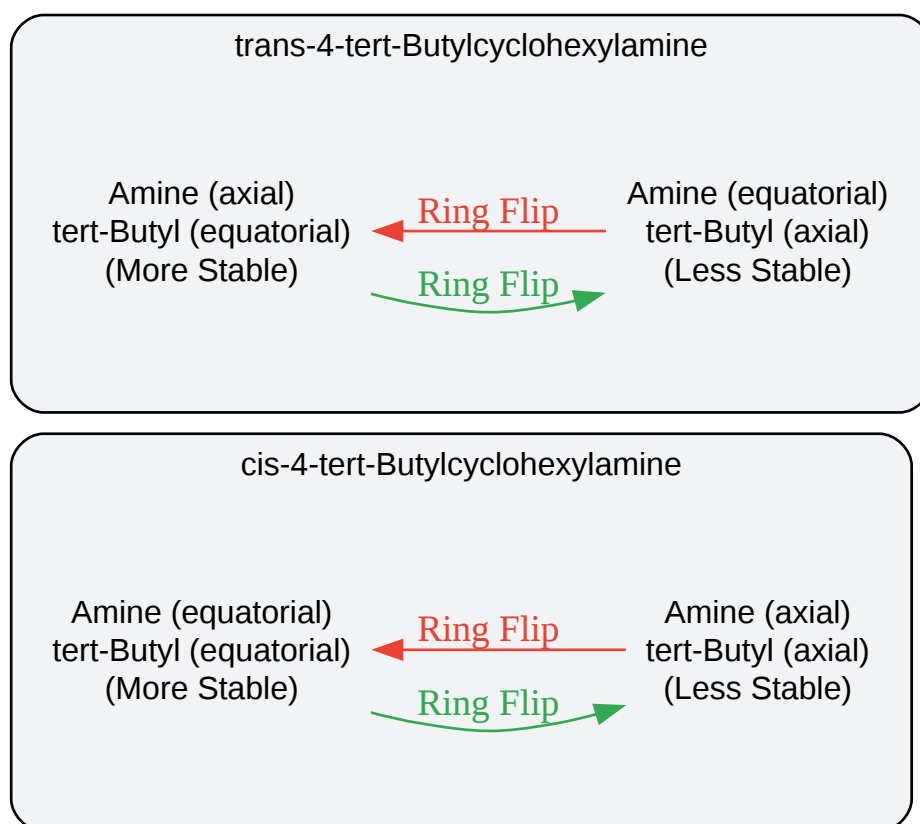 trans-4-tert-Butylcyclohexylamine
Amine (axial)
tert-Butyl (equatorial)
(More Stable)
Ring Flip
Ring Flip
Amine (equatorial)
tert-Butyl (axial)
(Less Stable)
cis-4-tert-Butylcyclohexylamine
Amine (equatorial)
tert-Butyl (equatorial)
(More Stable)
Ring Flip
Ring Flip
Amine (axial)
tert-Butyl (axial)
(Less Stable)